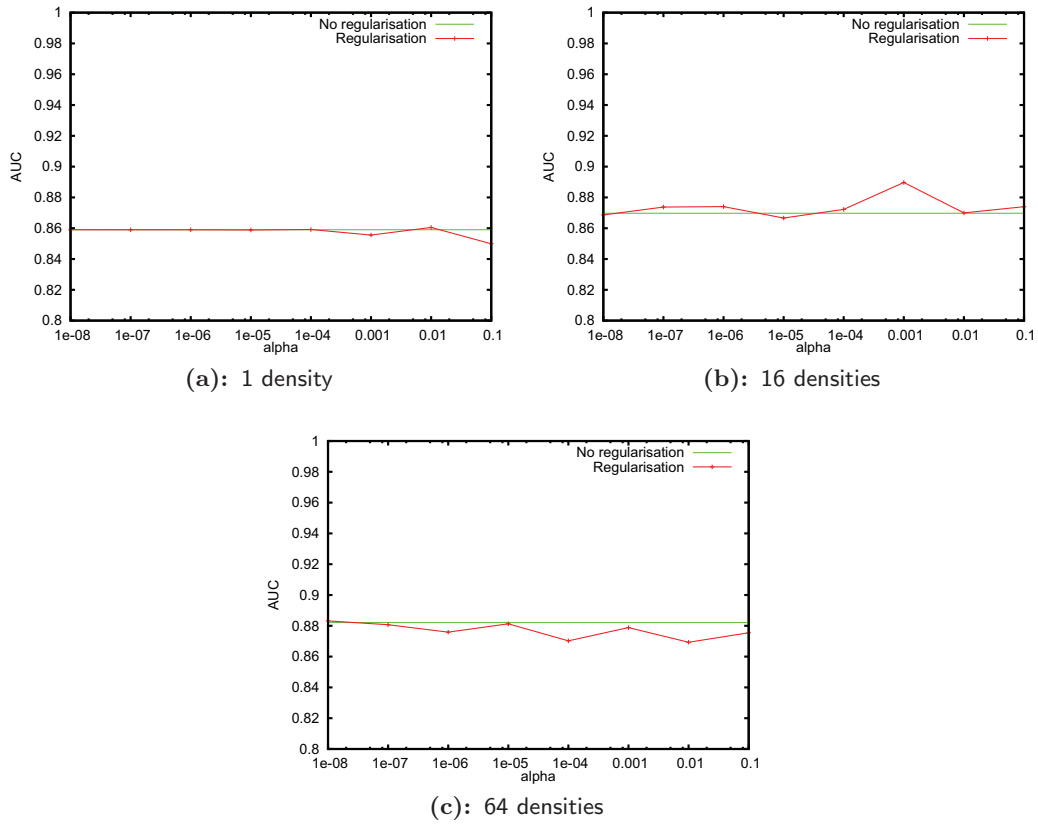 No regularisation
Regularisation
1
0.98
0.96
0.94
0.92
0.9
0.88
0.86
0.84
0.82
0.8
AUC
1e-08 1e-07 1e-06 1e-05 1e-04 0.001 0.01 0.1
alpha
(a): 1 density
No regularisation
Regularisation
1
0.98
0.96
0.94
0.92
0.9
0.88
0.86
0.84
0.82
0.8
AUC
1e-08 1e-07 1e-06 1e-05 1e-04 0.001 0.01 0.1
alpha
(b): 16 densities
No regularisation
Regularisation
1
0.98
0.96
0.94
0.92
0.9
0.88
0.86
0.84
0.82
0.8
AUC
1e-08 1e-07 1e-06 1e-05 1e-04 0.001 0.01 0.1
alpha
(c): 64 densities